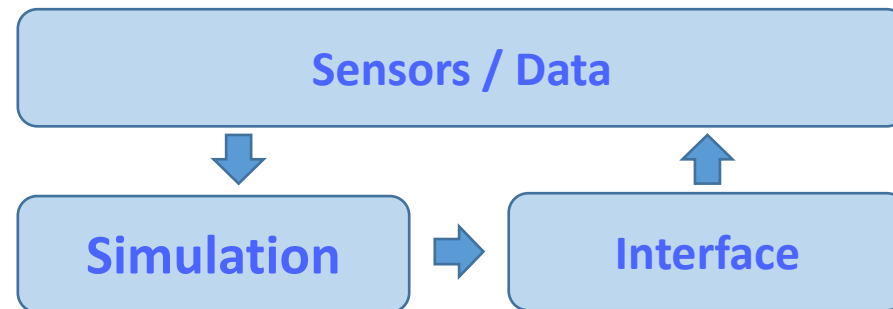 Sensors / Data
Simulation
Interface